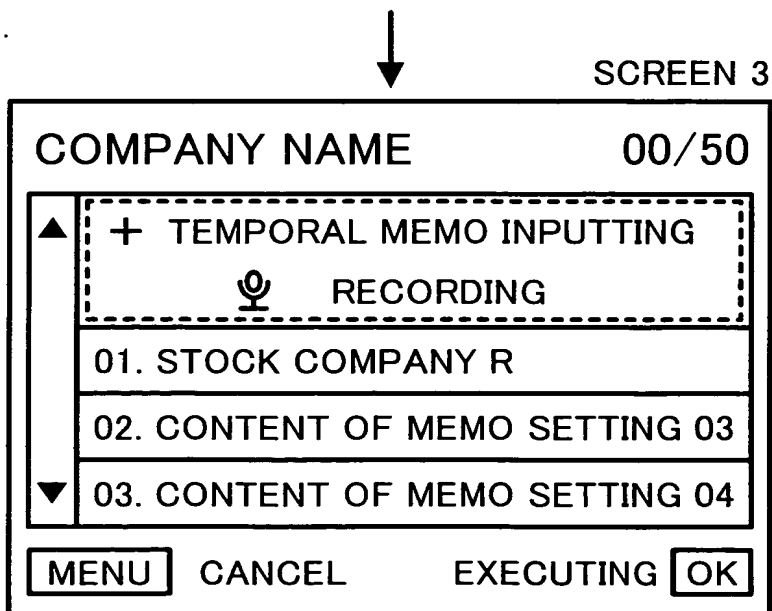 SCREEN 3
COMPANY NAME 00/50
+ TEMPORAL MEMO INPUTTING
RECORDING
01. STOCK COMPANY R
02. CONTENT OF MEMO SETTING 03
03. CONTENT OF MEMO SETTING 04
MENU CANCEL EXECUTING OK